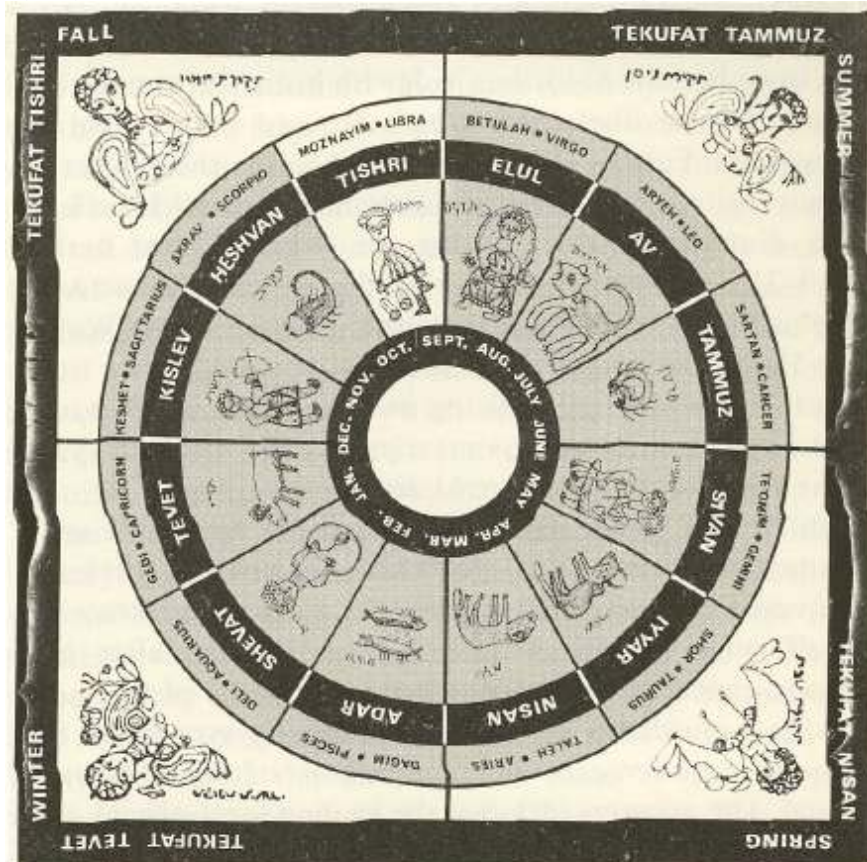 FALL
TEKUFAT TAMMUZ
SUMMER
TEKUFAT NISAN
SPRING
TEKUFAT TEVET
WINTER
TEKUFAT TISHRI
MOZNAYIM • LIBRA
BETULAH • VIRGO
ARYEH • LEO
SARTAN • CANCER
TE'OMIM • GEMINI
SHOR • TAURUS
TALEH • ARIES
DAGIM • PISCES
DELI • AQUARIUS
GEDI • CAPRICORN
KESHET • SAGITTARIUS
AKRAV • SCORPIO
TISHRI
ELUL
AV
TAMMUZ
SIVAN
IYYAR
NISAN
ADAR
SHEVAT
TEVET
KISLEV
HESHVAN
SEPT. AUG. JULY JUNE MAY APR. MAR. FEB. JAN. DEC. NOV. OCT.